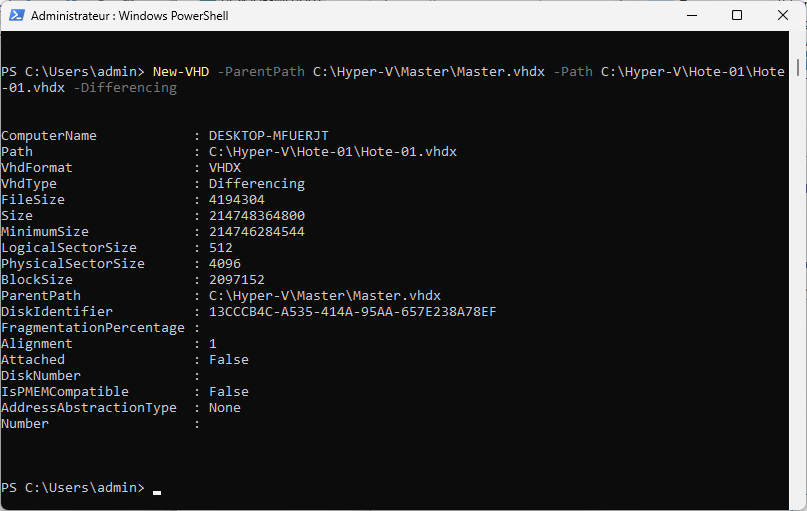 Administrateur : Windows PowerShell
PS C:\Users\admin> New-VHD -ParentPath C:\Hyper-V\Master\Master.vhdx -Path C:\Hyper-V\Hote-01\Hote
-01.vhdx -Differencing
ComputerName            : DESKTOP-MFUERJT
Path                    : C:\Hyper-V\Hote-01\Hote-01.vhdx
VhdFormat               : VHDX
VhdType                 : Differencing
FileSize                : 4194304
Size                    : 214748364800
MinimumSize             : 214746284544
LogicalSectorSize       : 512
PhysicalSectorSize      : 4096
BlockSize               : 2097152
ParentPath              : C:\Hyper-V\Master\Master.vhdx
DiskIdentifier          : 13CCCB4C-A535-414A-95AA-657E238A78EF
FragmentationPercentage :
Alignment               : 1
Attached                : False
DiskNumber              :
IsPMEMCompatible        : False
AddressAbstractionType  : None
Number                  :
PS C:\Users\admin>